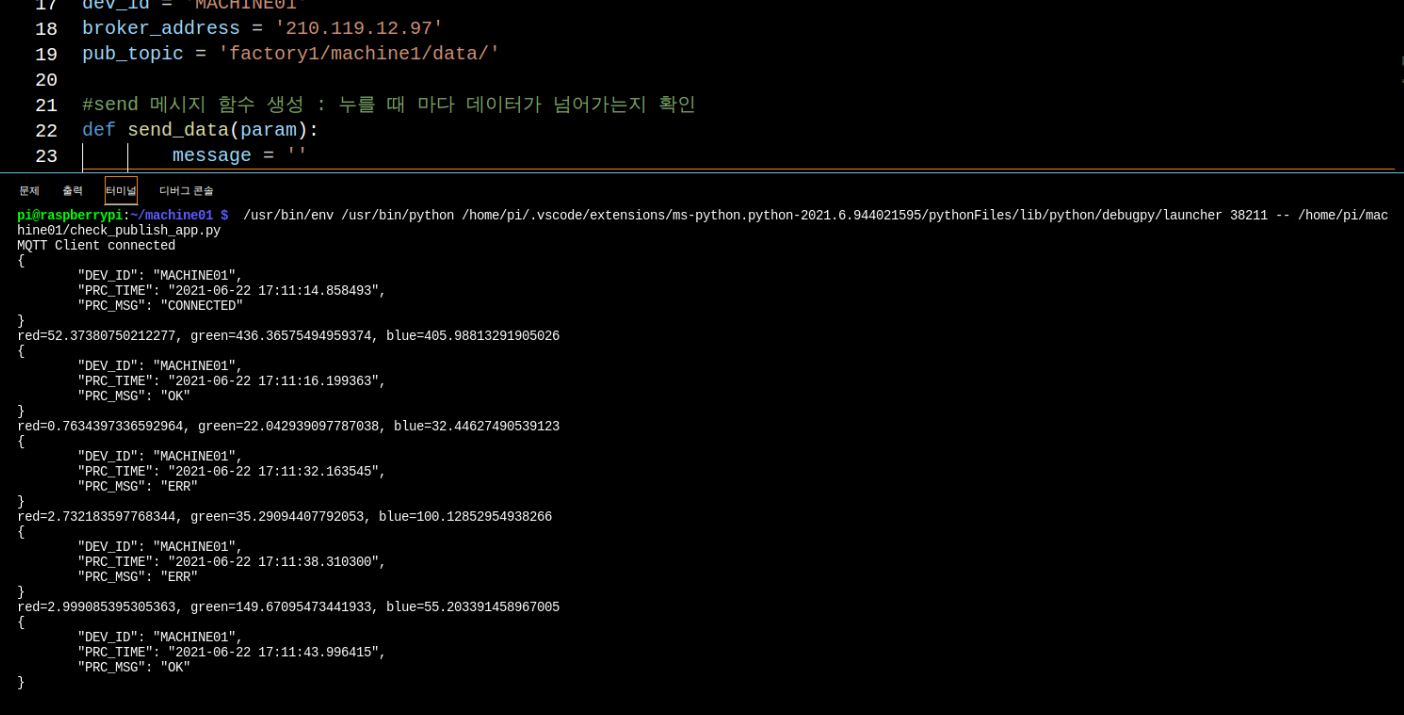 17 dev_id = 'MACHINE01'
18 broker_address = '210.119.12.97'
19 pub_topic = 'factory1/machine1/data/'
20
21 #send 메시지 함수 생성 : 누를 때 마다 데이터가 넘어가는지 확인
22 def send_data(param):
23 message = ''
문제 출력 터미널 디버그 콘솔
pi@raspberrypi:~/machine01 $ /usr/bin/env /usr/bin/python /home/pi/.vscode/extensions/ms-python.python-2021.6.944021595/pythonFiles/lib/python/debugpy/launcher 38211 -- /home/pi/mac
hine01/check_publish_app.py
MQTT Client connected
{
"DEV_ID": "MACHINE01",
"PRC_TIME": "2021-06-22 17:11:14.858493",
"PRC_MSG": "CONNECTED"
}
red=52.37380750212277, green=436.36575494959374, blue=405.98813291905026
{
"DEV_ID": "MACHINE01",
"PRC_TIME": "2021-06-22 17:11:16.199363",
"PRC_MSG": "OK"
}
red=0.7634397336592964, green=22.042939097787038, blue=32.44627490539123
{
"DEV_ID": "MACHINE01",
"PRC_TIME": "2021-06-22 17:11:32.163545",
"PRC_MSG": "ERR"
}
red=2.732183597768344, green=35.29094407792053, blue=100.12852954938266
{
"DEV_ID": "MACHINE01",
"PRC_TIME": "2021-06-22 17:11:38.310300",
"PRC_MSG": "ERR"
}
red=2.999085395305363, green=149.67095473441933, blue=55.203391458967005
{
"DEV_ID": "MACHINE01",
"PRC_TIME": "2021-06-22 17:11:43.996415",
"PRC_MSG": "OK"
}